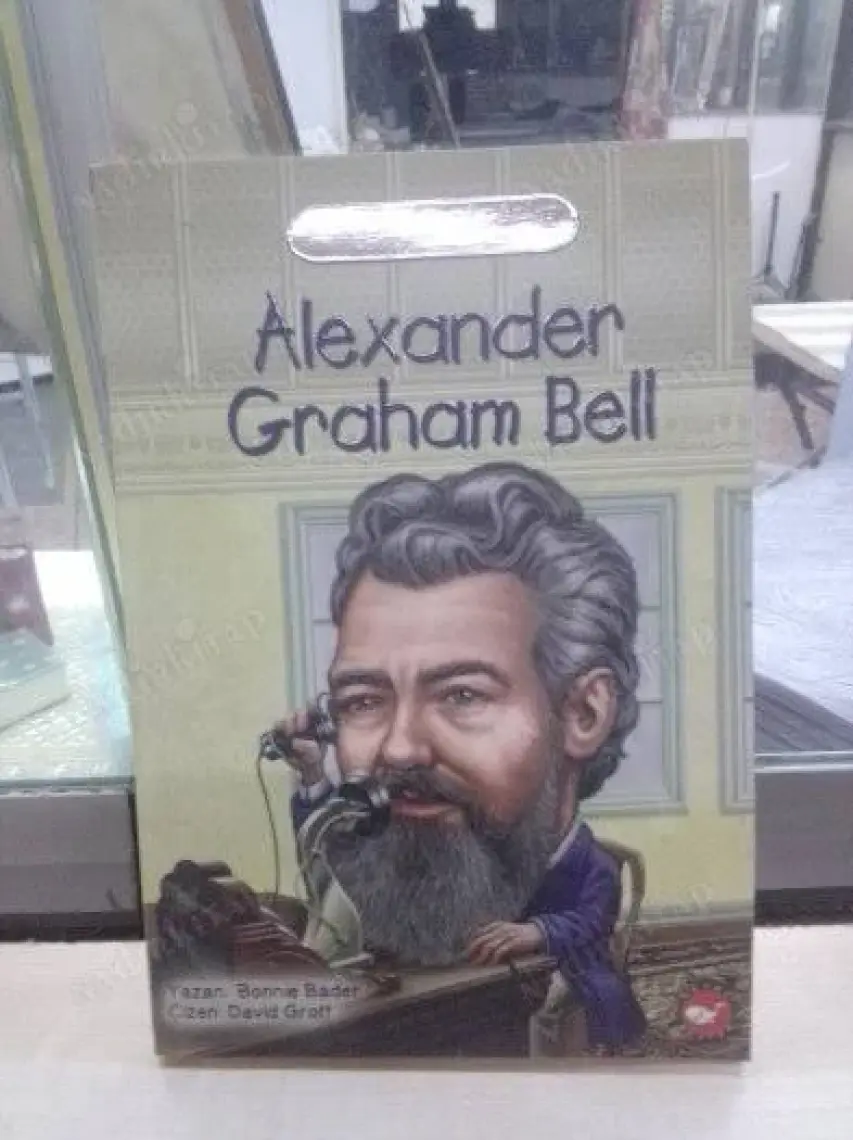 Alexander
Graham Bell
Yazan: Bonnie Bader
Çizen: David Groff